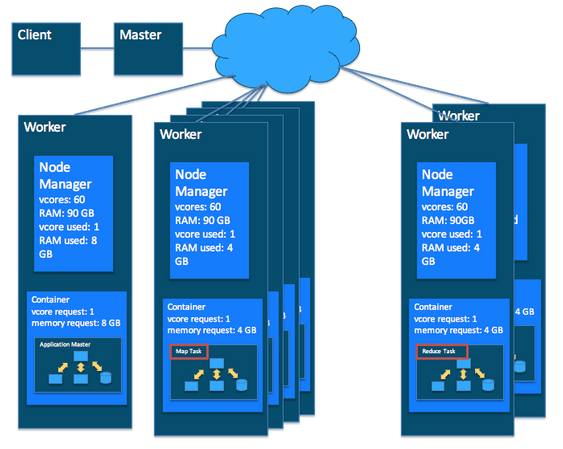 Client
Master
Worker
Node
Manager
vcores: 60
RAM: 90 GB
vcore used: 1
RAM used: 8
GB
Container
vcore request: 1
memory request: 8 GB
Application Master
Worker
Node
Manager
vcores: 60
RAM: 90 GB
vcore used: 1
RAM used: 4
GB
Container
vcore request: 1
memory request: 4 GB
Map Task
Worker
Node
Manager
vcores: 60
RAM: 90GB
vcore used: 1
RAM used: 4
GB
Container
vcore request: 1
memory request: 4 GB
Reduce Task
Worker
d
4 GB